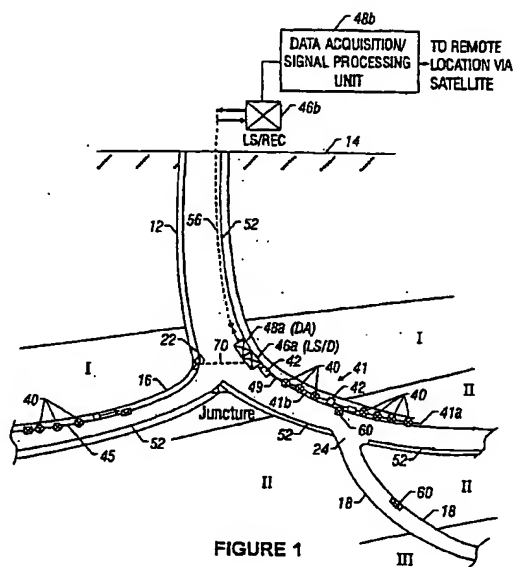 48b
DATA ACQUISITION/
SIGNAL PROCESSING
UNIT
TO REMOTE
LOCATION VIA
SATELLITE
46b
LS/REC
14
12
56
52
48a (DA)
46a (LS/D)
I
22
70
42
40
41
I
16
49
42
40
II
40
41b
41a
45
52
Juncture
52
60
24
52
II
60
II
18
18
III
FIGURE 1